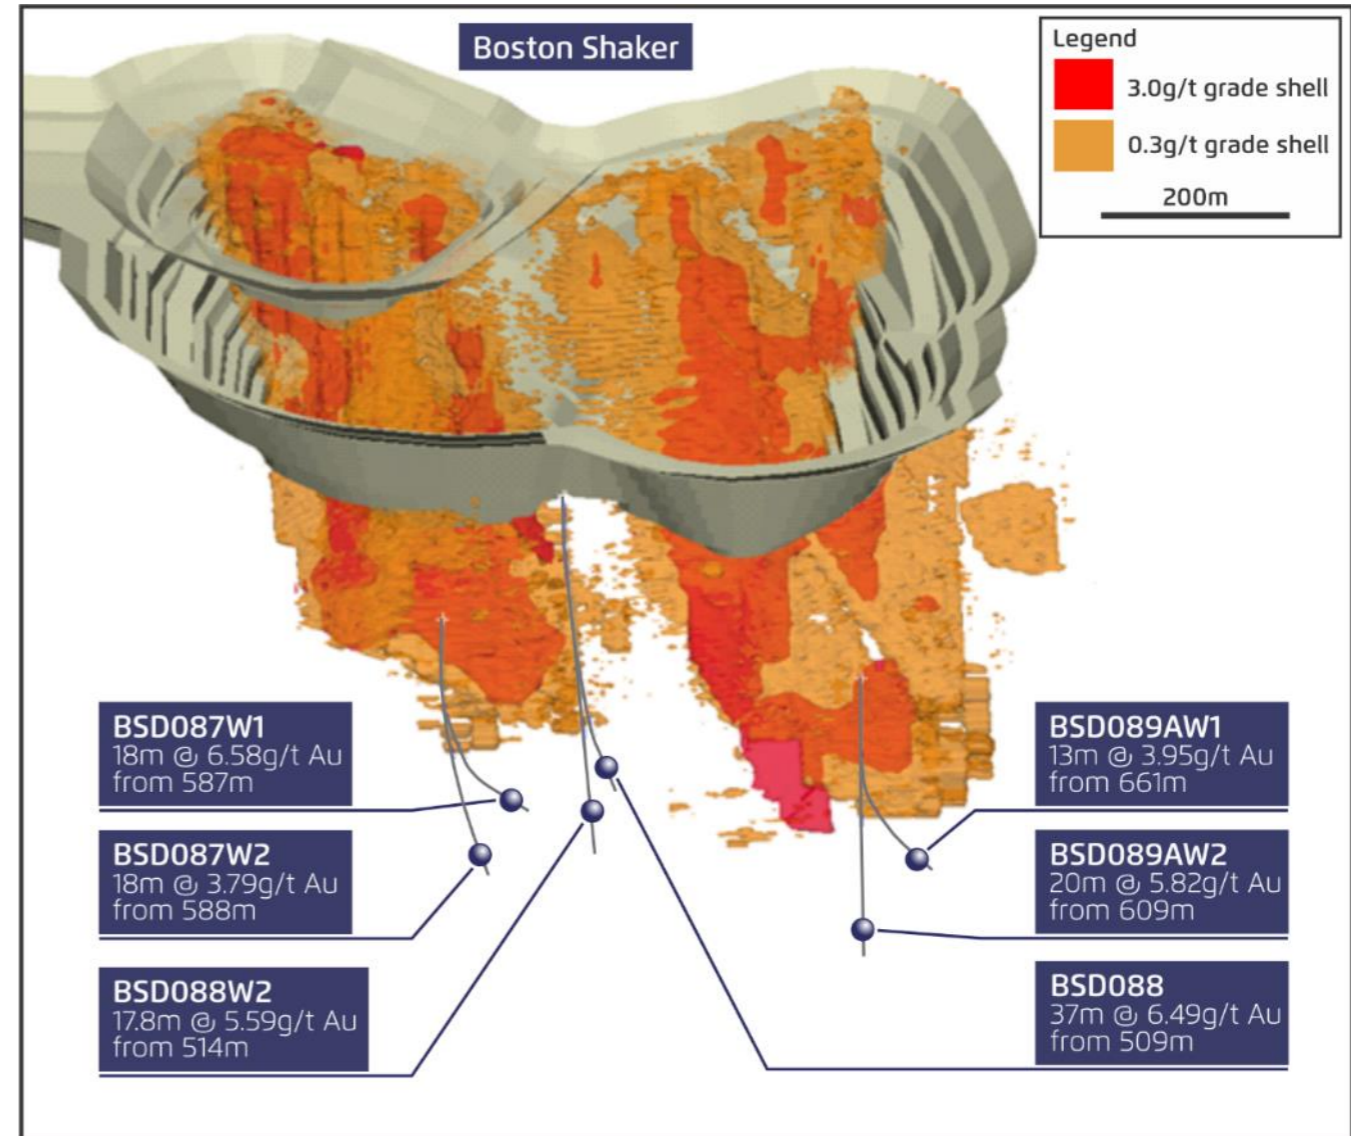 Boston Shaker
Legend
3.0g/t grade shell
0.3g/t grade shell
200m
BSD087W1
18m @ 6.58g/t Au
from 587m
BSD087W2
18m @ 3.79g/t Au
from 588m
BSD088W2
17.8m @ 5.59g/t Au
from 514m
BSD089AW1
13m @ 3.95g/t Au
from 661m
BSD089AW2
20m @ 5.82g/t Au
from 609m
BSD088
37m @ 6.49g/t Au
from 509m